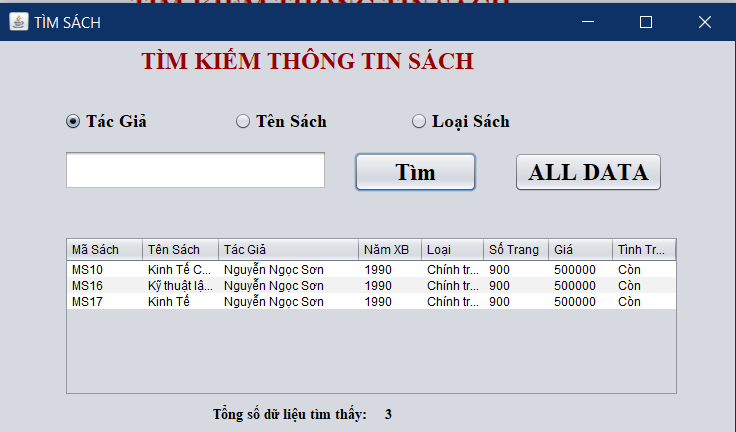 TÌM SÁCH
TÌM KIẾM THÔNG TIN SÁCH
Tác Giả Tên Sách Loại Sách
Tìm ALL DATA
Mã Sách Tên Sách Tác Giả Năm XB Loại Số Trang Giá Tình Tr...
MS10 Kinh Tế C... Nguyễn Ngọc Sơn 1990 Chính tr... 900 500000 Còn
MS16 Kỹ thuật lậ... Nguyễn Ngọc Sơn 1990 Chính tr... 900 500000 Còn
MS17 Kinh Tế Nguyễn Ngọc Sơn 1990 Chính tr... 900 500000 Còn
Tổng số dữ liệu tìm thấy: 3